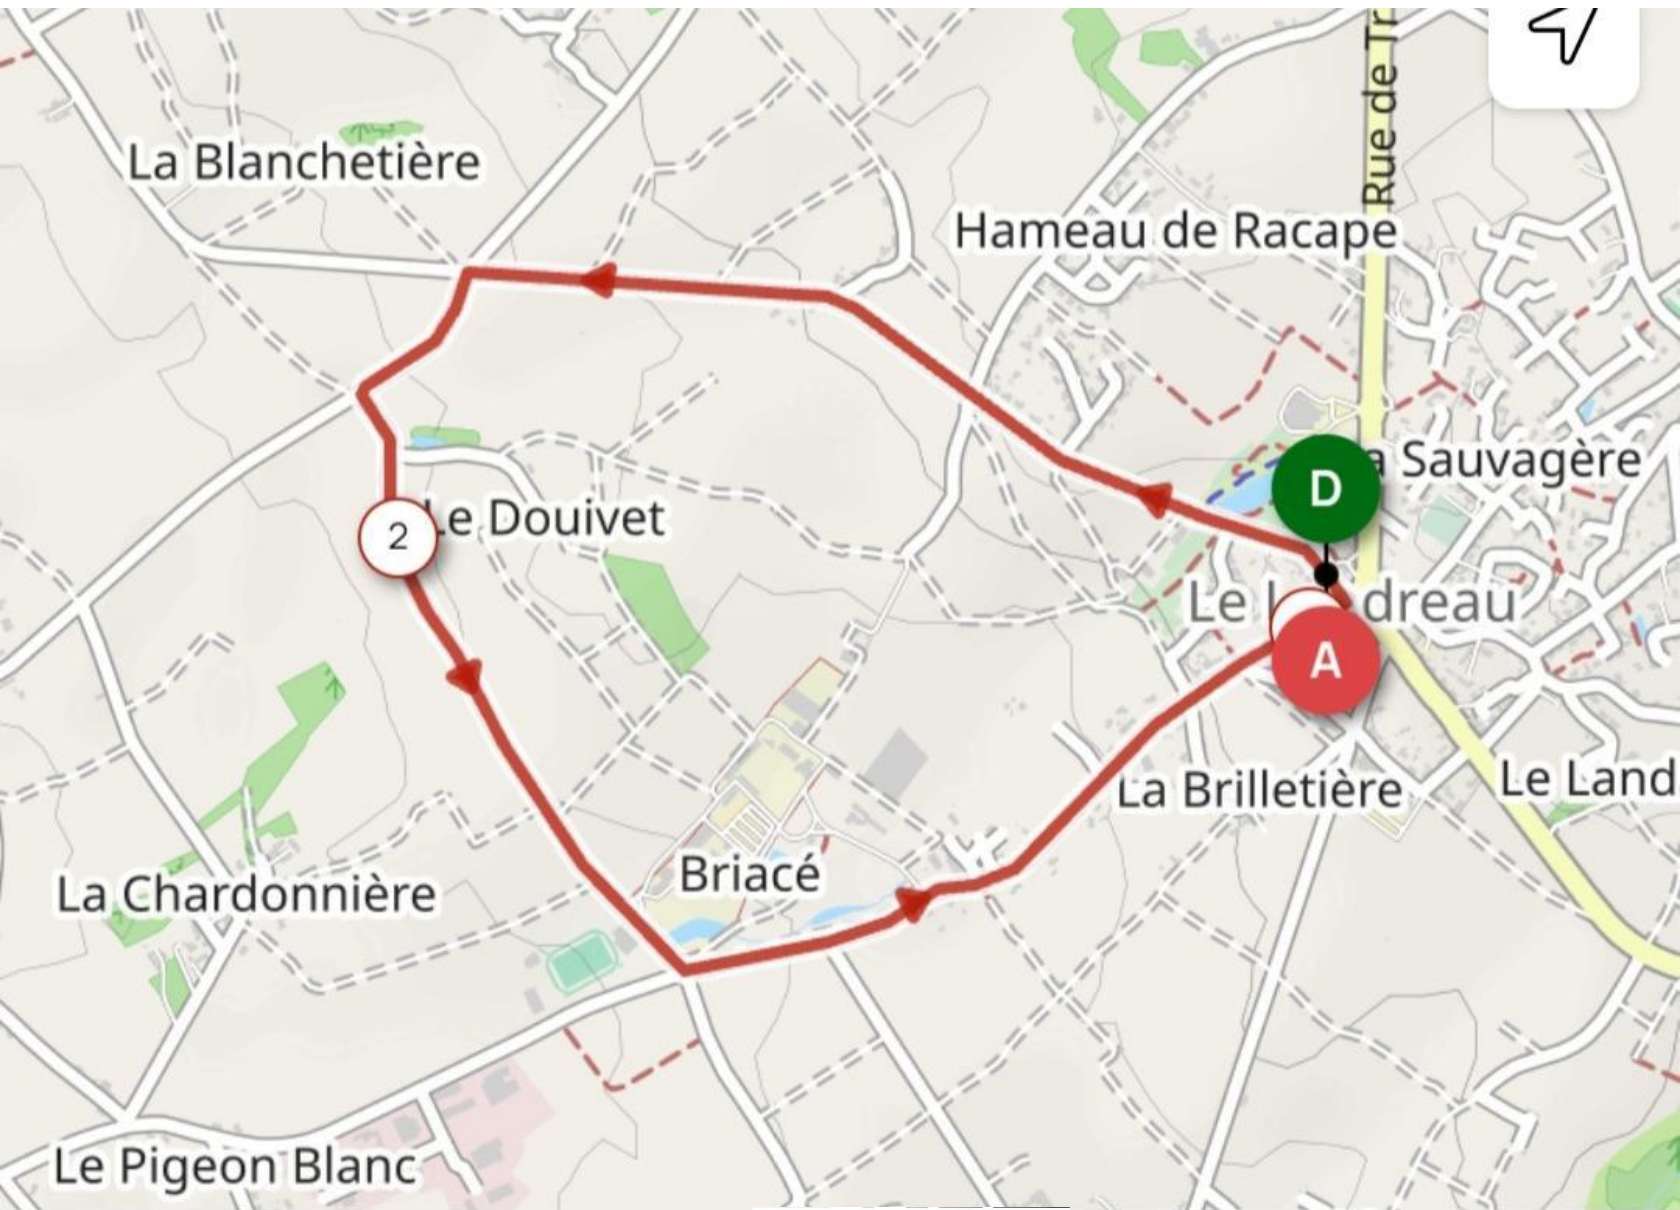 Rue de Tr
La Blanchetière
Hameau de Racape
a Sauvagère
D
2
Le Douivet
Le L dreau
A
La Brilletière
Le Land
Briacé
La Chardonnière
Le Pigeon Blanc